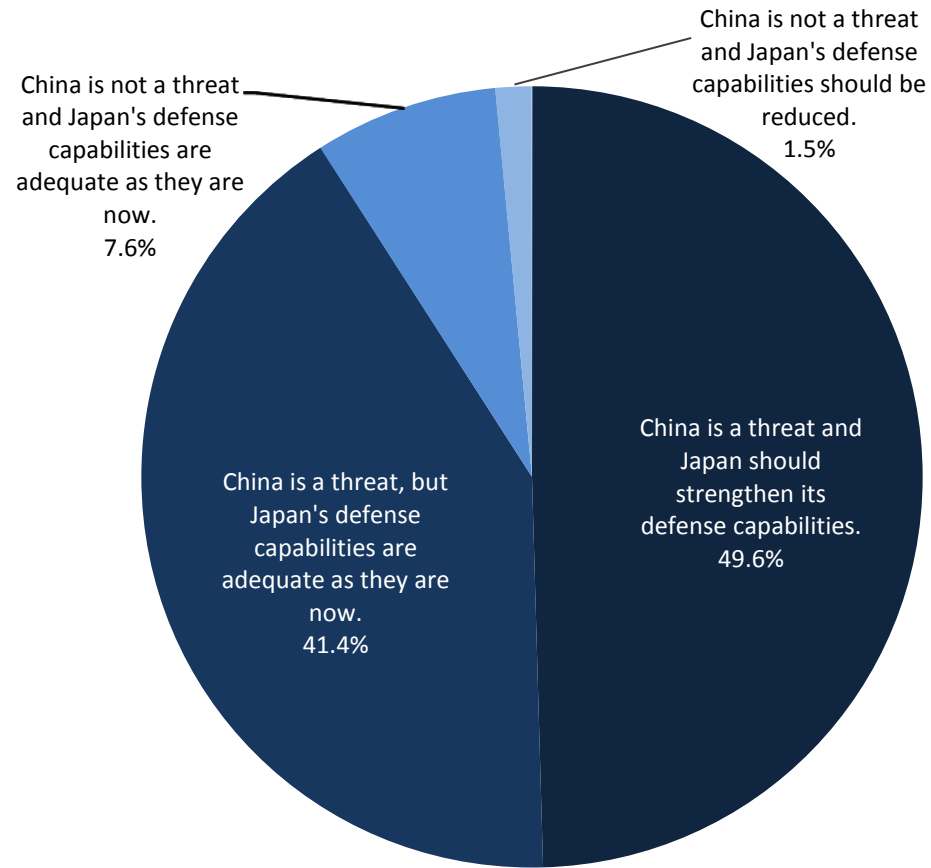 China is not a threat
and Japan's defense
capabilities should be
reduced.
1.5%
China is not a threat
and Japan's defense
capabilities are
adequate as they are
now.
7.6%
China is a threat and
Japan should
strengthen its
defense capabilities.
49.6%
China is a threat, but
Japan's defense
capabilities are
adequate as they are
now.
41.4%